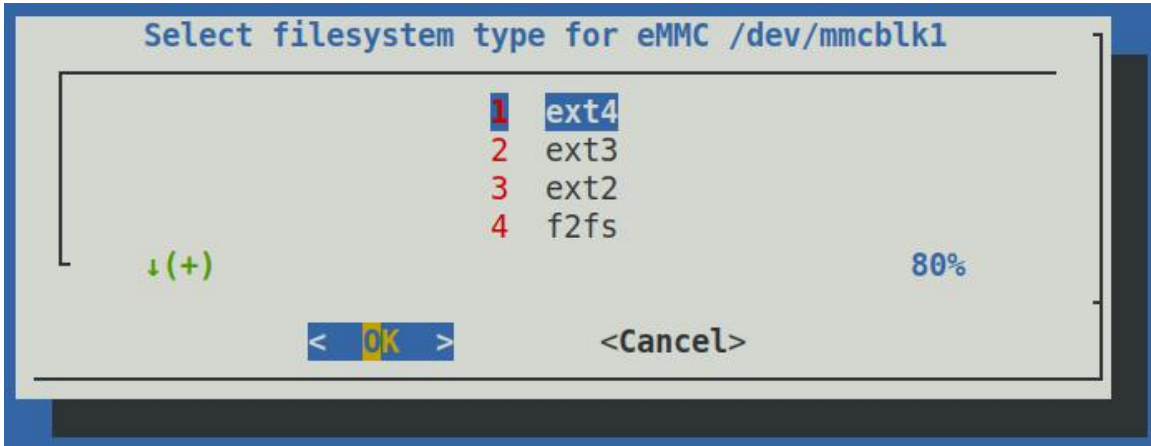 Select filesystem type for eMMC /dev/mmcblk1
1 ext4
2 ext3
3 ext2
4 f2fs
↓(+) 80%
< OK > <Cancel>